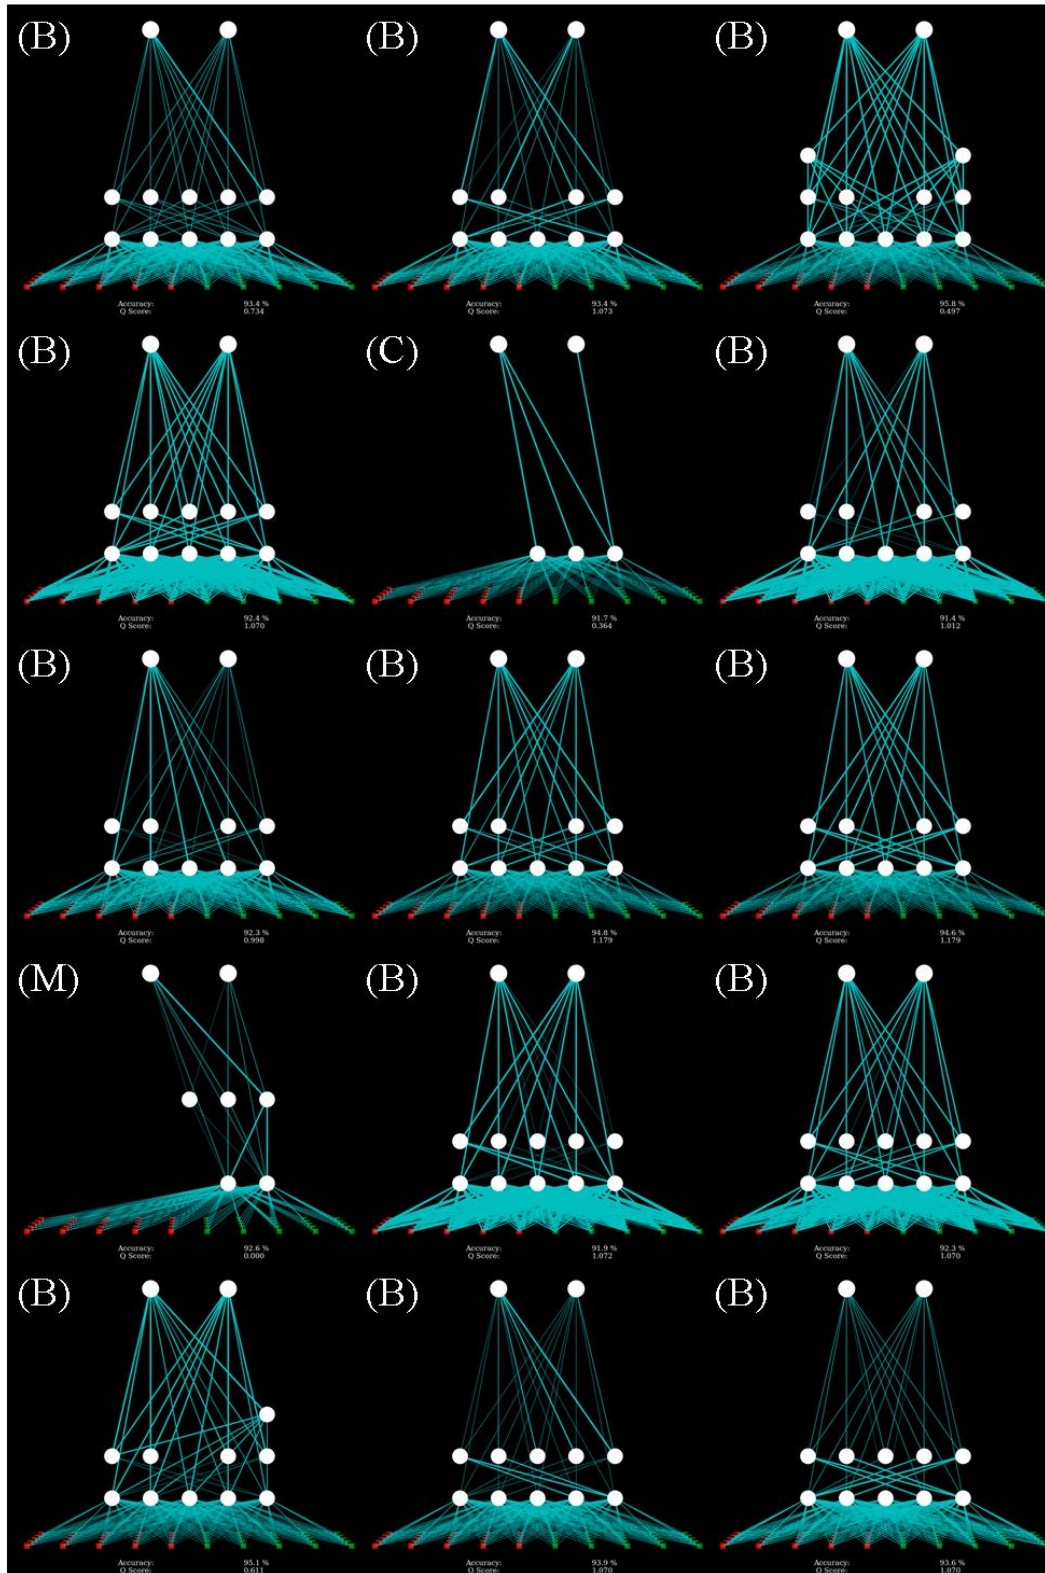 (B) (B) (B)
Accuracy: 93.4 % Accuracy: 93.4 % Accuracy: 95.8 %
Q Score: 0.734 Q Score: 1.073 Q Score: 0.497
(B) (C) (B)
Accuracy: 92.4 % Accuracy: 91.7 % Accuracy: 91.4 %
Q Score: 1.070 Q Score: 0.364 Q Score: 1.012
(B) (B) (B)
Accuracy: 92.3 % Accuracy: 94.8 % Accuracy: 94.6 %
Q Score: 0.998 Q Score: 1.179 Q Score: 1.179
(M) (B) (B)
Accuracy: 92.6 % Accuracy: 91.9 % Accuracy: 92.3 %
Q Score: 0.000 Q Score: 1.072 Q Score: 1.070
(B) (B) (B)
Accuracy: 95.1 % Accuracy: 93.9 % Accuracy: 93.6 %
Q Score: 0.611 Q Score: 1.070 Q Score: 1.070